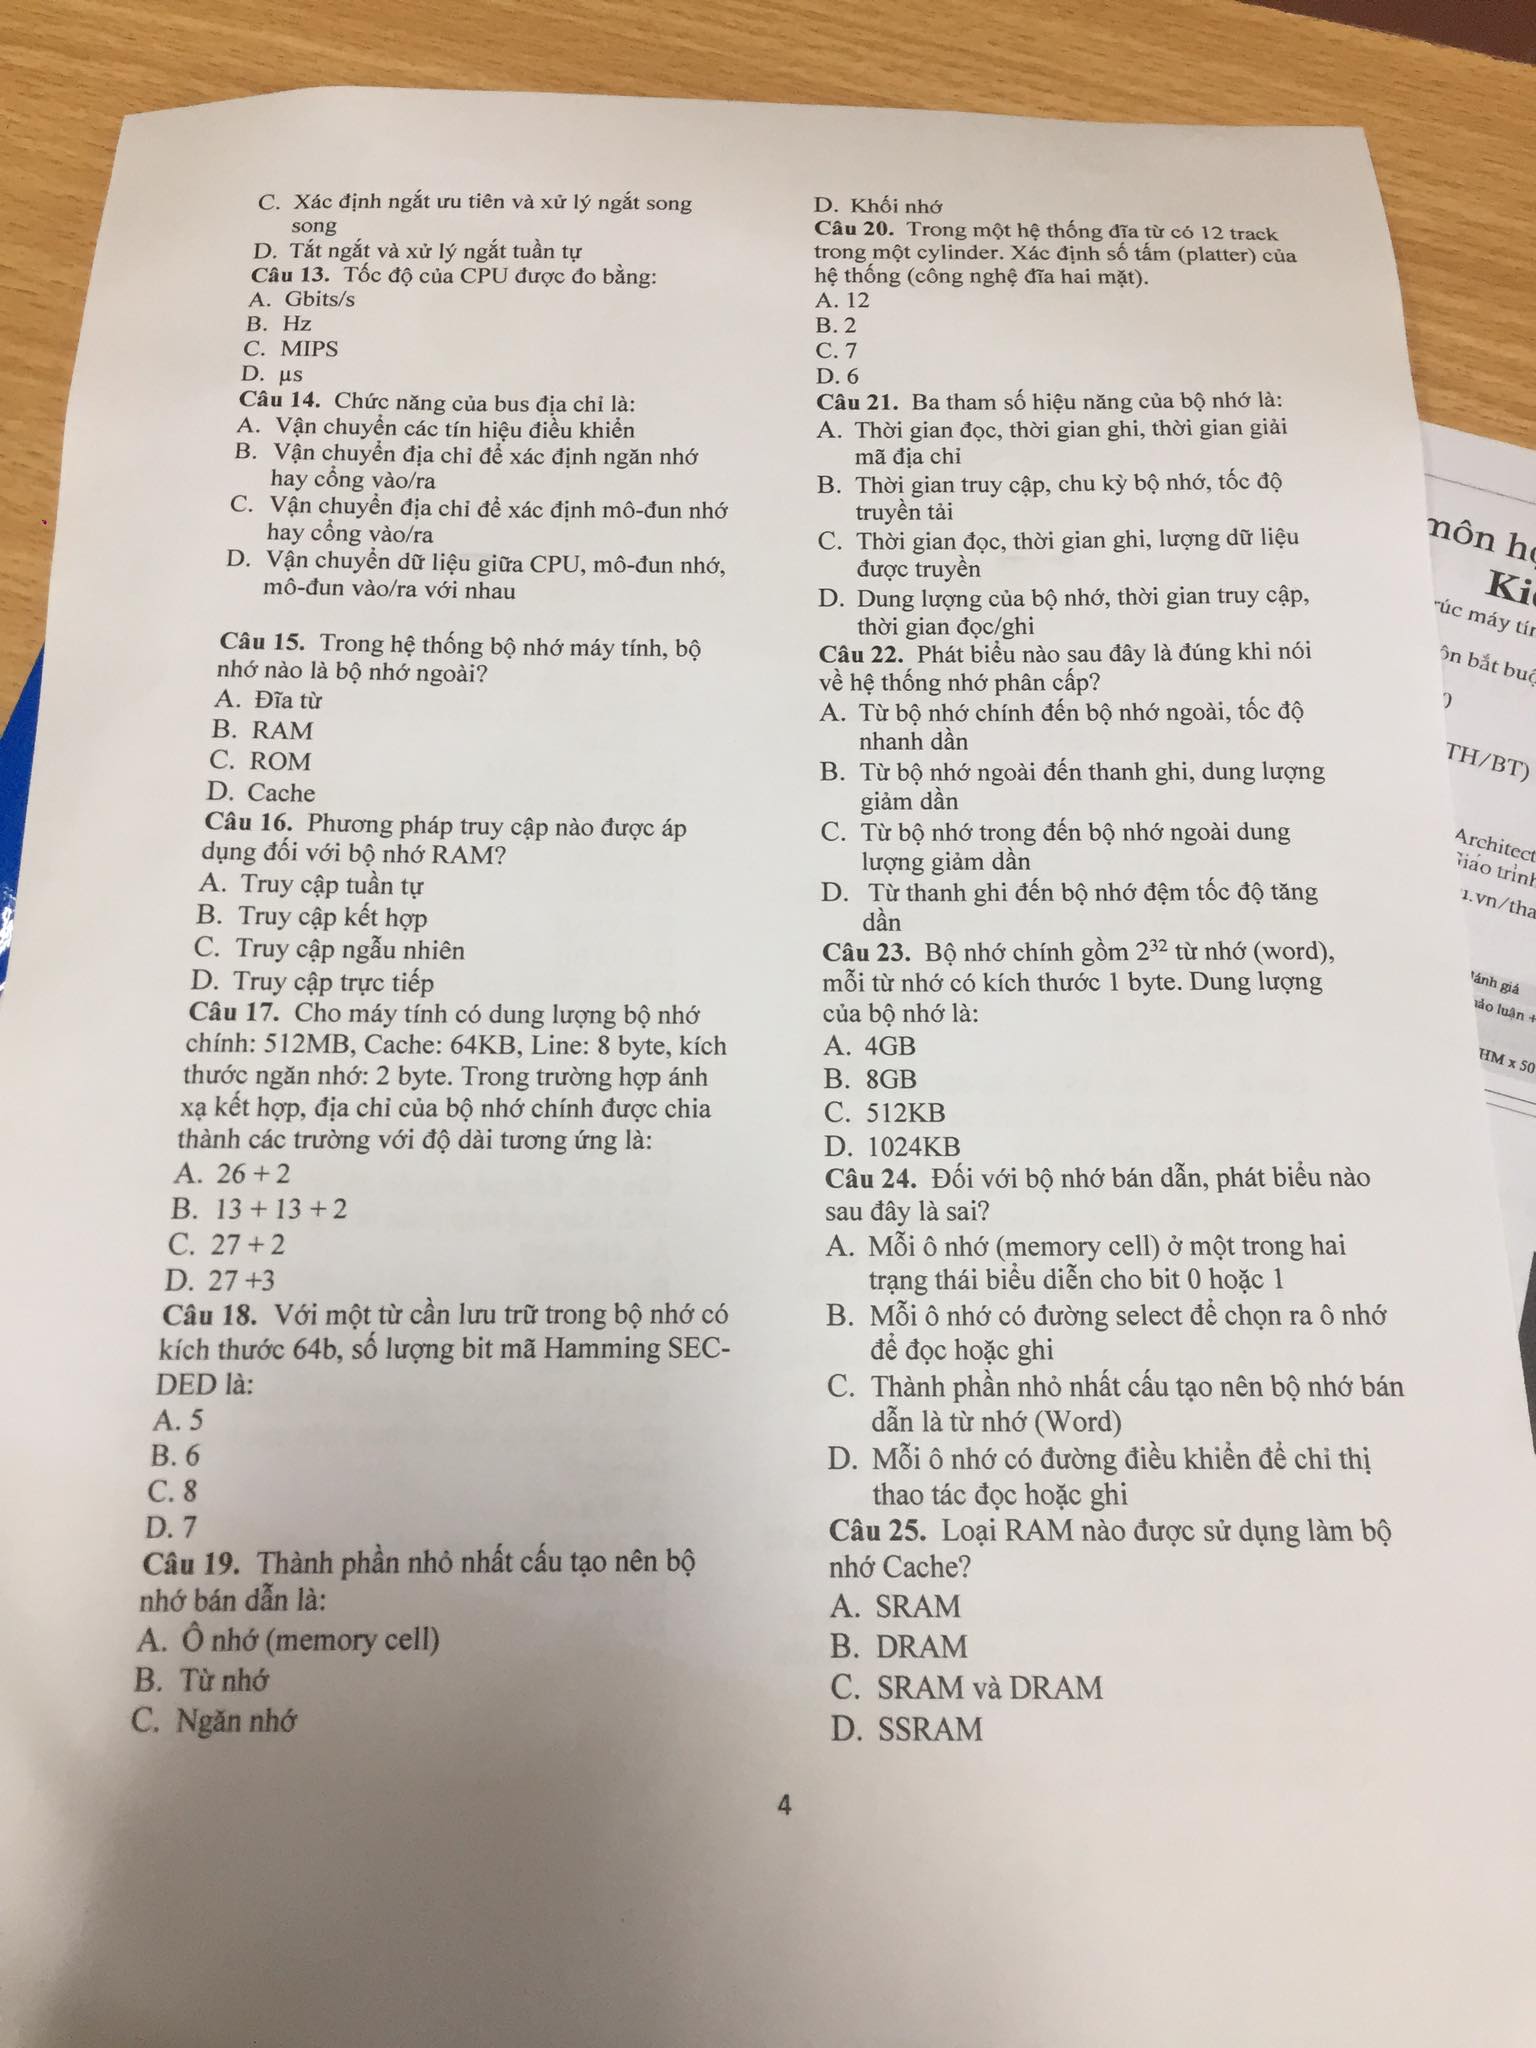 C. Xác định ngắt ưu tiên và xử lý ngắt song
song
D. Tắt ngắt và xử lý ngắt tuần tự
Câu 13. Tốc độ của CPU được đo bằng:
A. Gbits/s
B. Hz
C. MIPS
D. µs
Câu 14. Chức năng của bus địa chỉ là:
A. Vận chuyển các tín hiệu điều khiển
B. Vận chuyển địa chỉ để xác định ngăn nhớ
hay cổng vào/ra
C. Vận chuyển địa chỉ để xác định mô-đun nhớ
hay cổng vào/ra
D. Vận chuyển dữ liệu giữa CPU, mô-đun nhớ,
mô-đun vào/ra với nhau
Câu 15. Trong hệ thống bộ nhớ máy tính, bộ
nhớ nào là bộ nhớ ngoài?
A. Đĩa từ
B. RAM
C. ROM
D. Cache
Câu 16. Phương pháp truy cập nào được áp
dụng đối với bộ nhớ RAM?
A. Truy cập tuần tự
B. Truy cập kết hợp
C. Truy cập ngẫu nhiên
D. Truy cập trực tiếp
Câu 17. Cho máy tính có dung lượng bộ nhớ
chính: 512MB, Cache: 64KB, Line: 8 byte, kích
thước ngăn nhớ: 2 byte. Trong trường hợp ánh
xạ kết hợp, địa chỉ của bộ nhớ chính được chia
thành các trường với độ dài tương ứng là:
A. 26 + 2
B. 13 + 13 + 2
C. 27 + 2
D. 27 +3
Câu 18. Với một từ cần lưu trữ trong bộ nhớ có
kích thước 64b, số lượng bit mã Hamming SEC-
DED là:
A. 5
B. 6
C. 8
D. 7
Câu 19. Thành phần nhỏ nhất cấu tạo nên bộ
nhớ bán dẫn là:
A. Ô nhớ (memory cell)
B. Từ nhớ
C. Ngăn nhớ
D. Khối nhớ
Câu 20. Trong một hệ thống đĩa từ có 12 track
trong một cylinder. Xác định số tấm (platter) của
hệ thống (công nghệ đĩa hai mặt).
A. 12
B. 2
C. 7
D. 6
Câu 21. Ba tham số hiệu năng của bộ nhớ là:
A. Thời gian đọc, thời gian ghi, thời gian giải
mã địa chỉ
B. Thời gian truy cập, chu kỳ bộ nhớ, tốc độ
truyền tải
C. Thời gian đọc, thời gian ghi, lượng dữ liệu
được truyền
D. Dung lượng của bộ nhớ, thời gian truy cập,
thời gian đọc/ghi
Câu 22. Phát biểu nào sau đây là đúng khi nói
về hệ thống nhớ phân cấp?
A. Từ bộ nhớ chính đến bộ nhớ ngoài, tốc độ
nhanh dần
B. Từ bộ nhớ ngoài đến thanh ghi, dung lượng
giảm dần
C. Từ bộ nhớ trong đến bộ nhớ ngoài dung
lượng giảm dần
D. Từ thanh ghi đến bộ nhớ đệm tốc độ tăng
dần
Câu 23. Bộ nhớ chính gồm 2³² từ nhớ (word),
mỗi từ nhớ có kích thước 1 byte. Dung lượng
của bộ nhớ là:
A. 4GB
B. 8GB
C. 512KB
D. 1024KB
Câu 24. Đối với bộ nhớ bán dẫn, phát biểu nào
sau đây là sai?
A. Mỗi ô nhớ (memory cell) ở một trong hai
trạng thái biểu diễn cho bit 0 hoặc 1
B. Mỗi ô nhớ có đường select để chọn ra ô nhớ
để đọc hoặc ghi
C. Thành phần nhỏ nhất cấu tạo nên bộ nhớ bán
dẫn là từ nhớ (Word)
D. Mỗi ô nhớ có đường điều khiển để chỉ thị
thao tác đọc hoặc ghi
Câu 25. Loại RAM nào được sử dụng làm bộ
nhớ Cache?
A. SRAM
B. DRAM
C. SRAM và DRAM
D. SSRAM
4
môn
máy
bắt
TH/BT)
Giáo trình
đánh giá
luận +
HM x 50